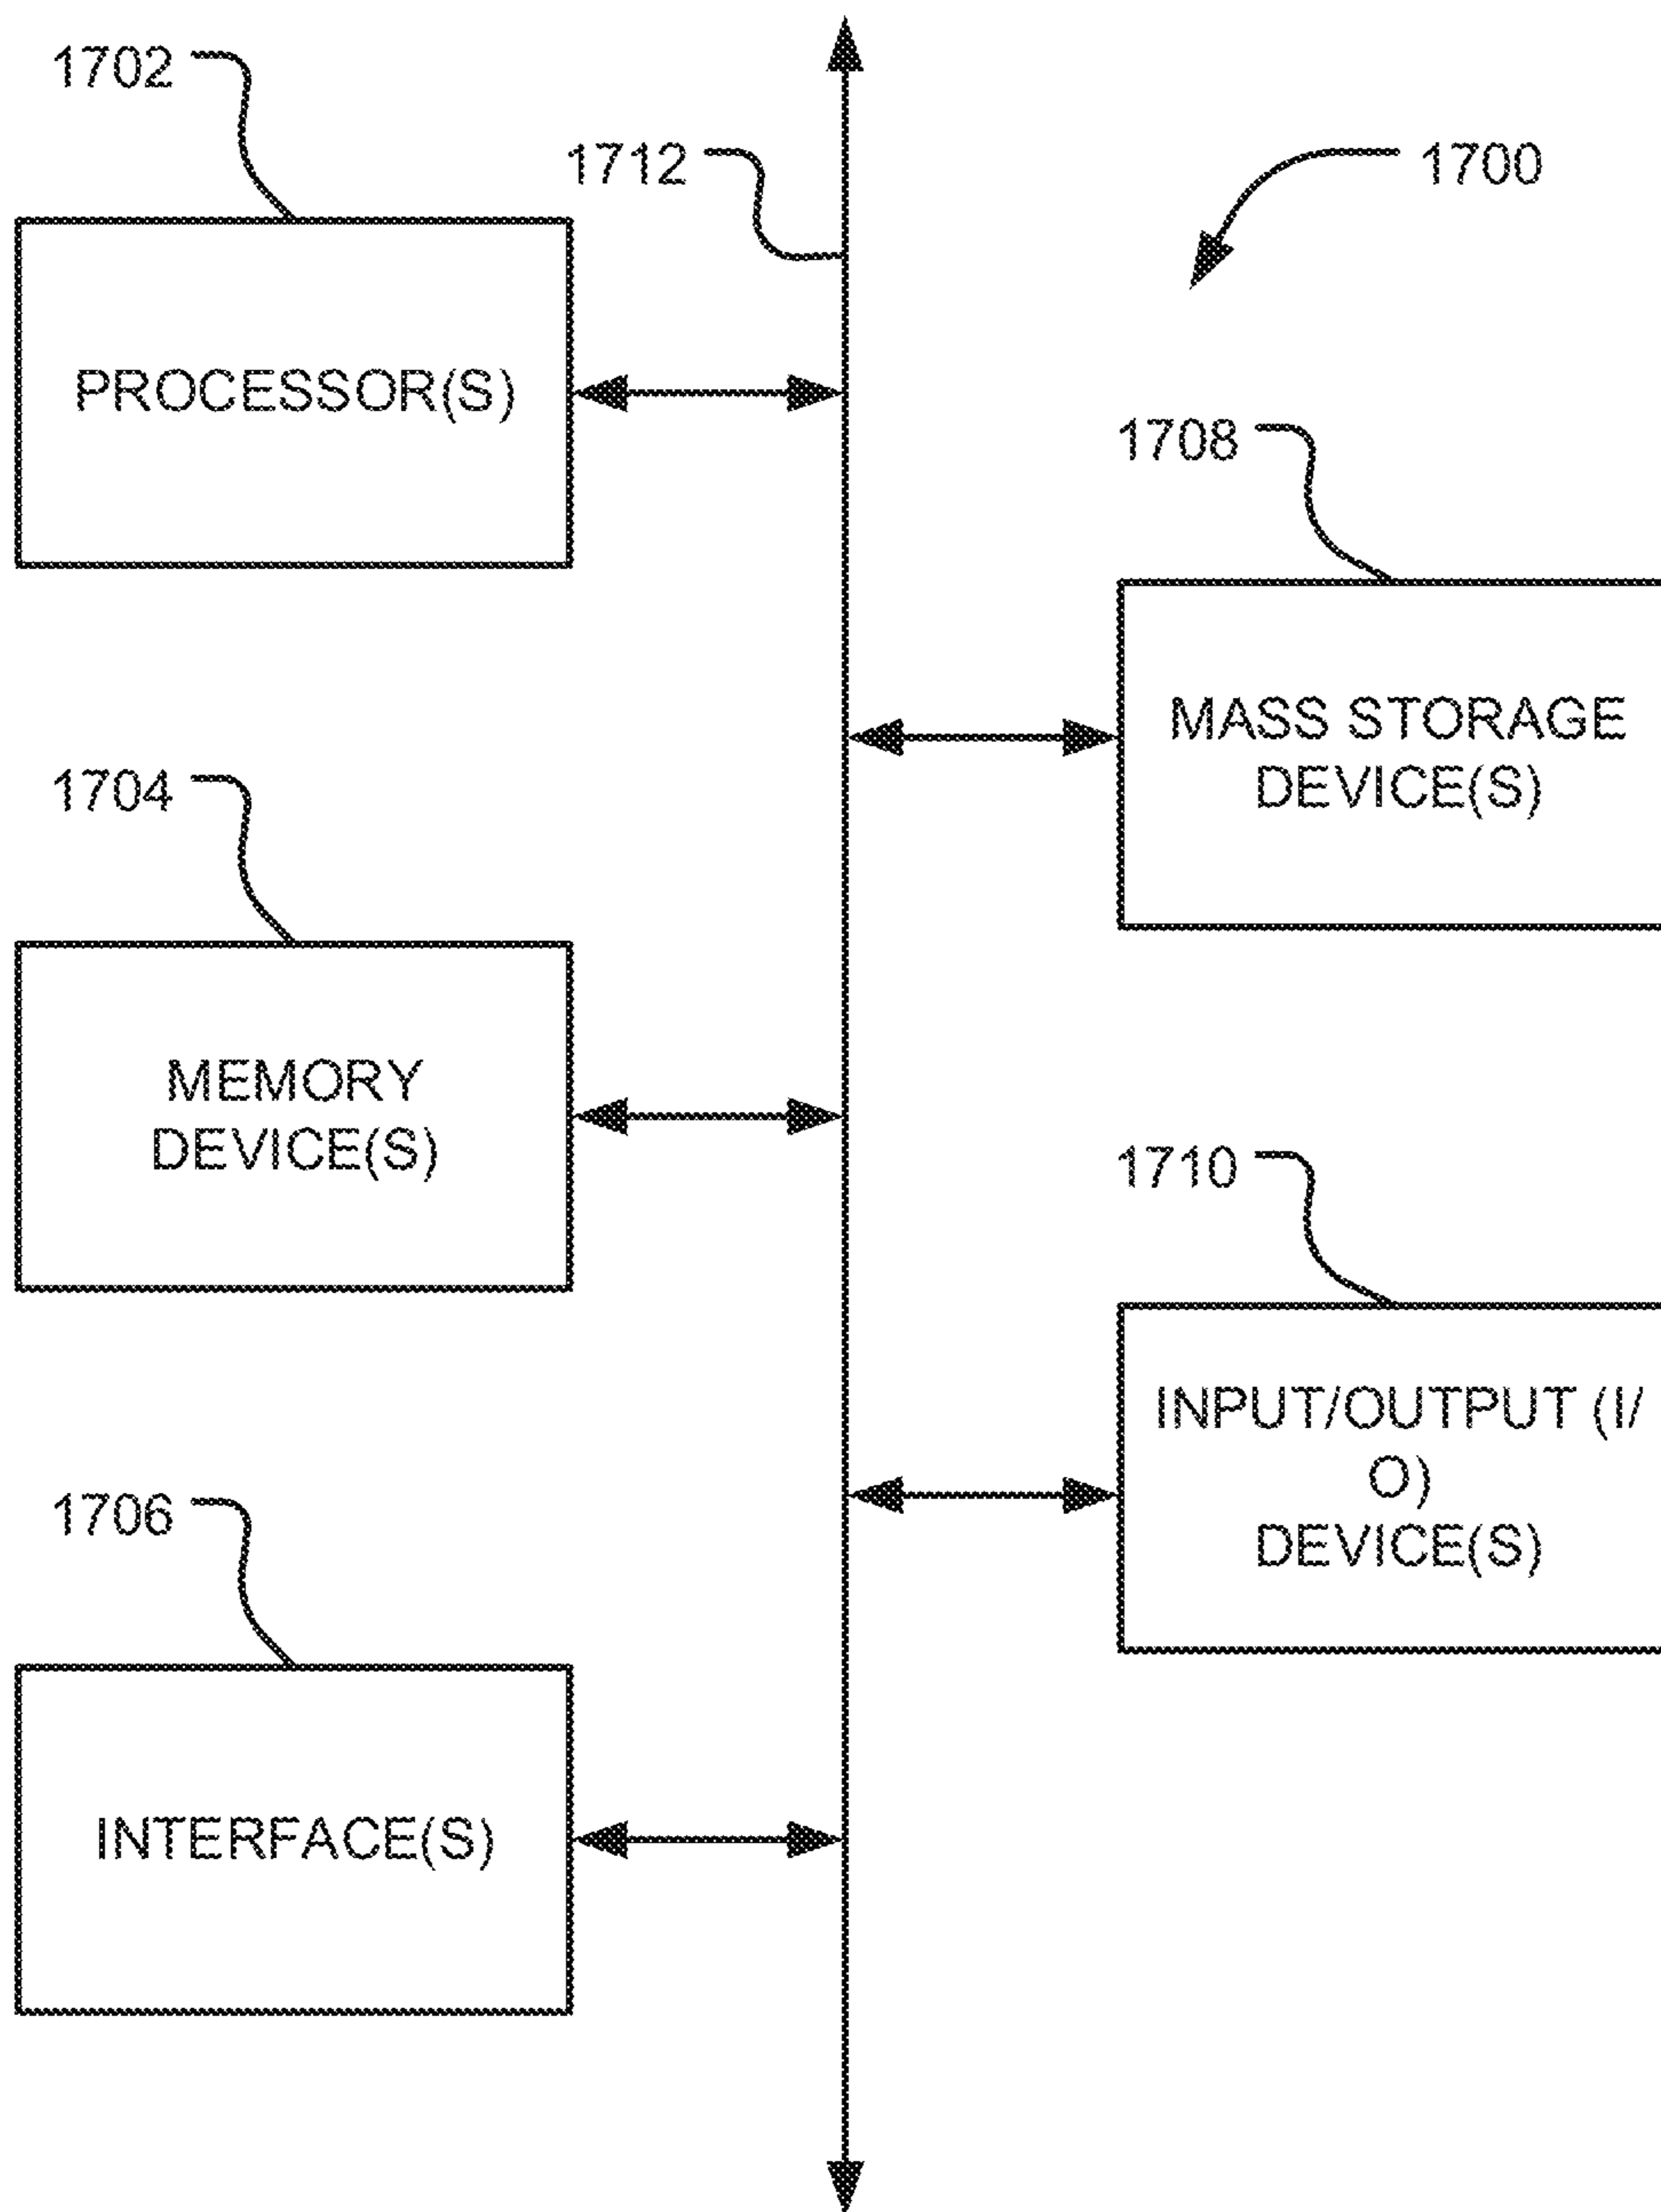 1702
1712
1700
PROCESSOR(S)
1708
MASS STORAGE
DEVICE(S)
1704
MEMORY
DEVICE(S)
1710
INPUT/OUTPUT (I/
O)
DEVICE(S)
1706
INTERFACE(S)